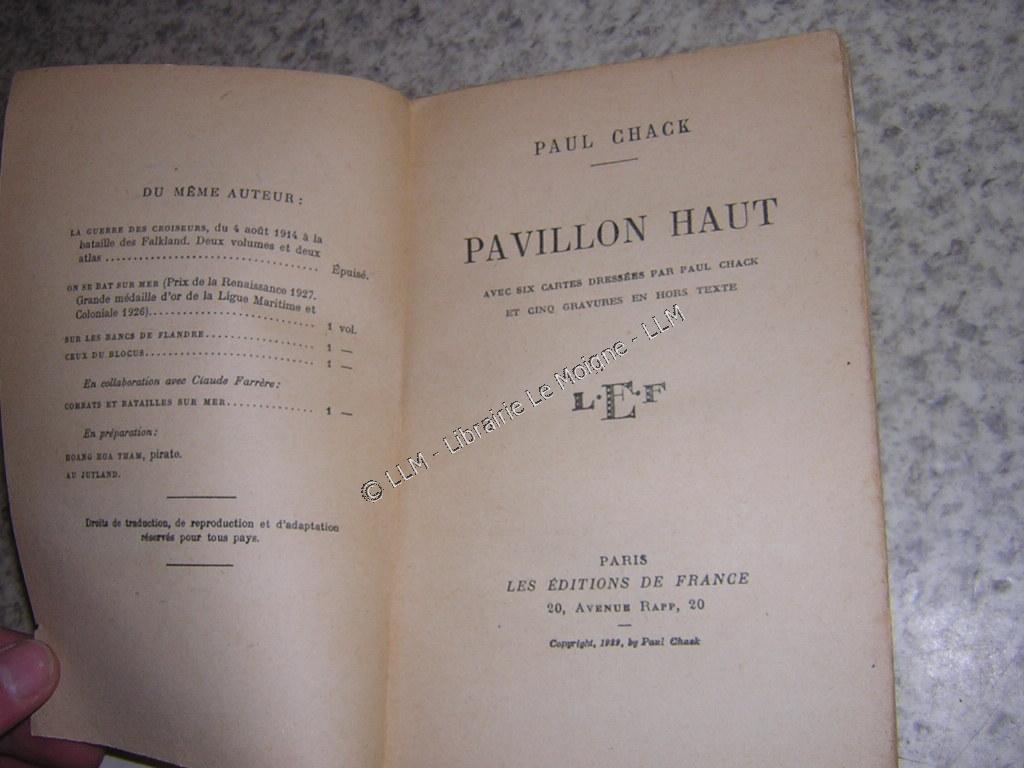 DU MÊME AUTEUR :
LA GUERRE DES CROISEURS, du 4 août 1914 à la
bataille des Falkland. Deux volumes et deux
atlas ................................ Épuisé.
ON SE BAT SUR MER (Prix de la Renaissance 1927.
Grande médaille d'or de la Ligue Maritime et
Coloniale 1926)......................... 1 vol.
SUR LES BANCS DE FLANDRE................ 1 —
CEUX DU BLOCUS......................... 1 —
En collaboration avec Claude Farrère :
COMBATS ET BATAILLES SUR MER............. 1 —
En préparation :
HOANG HOA THAM, pirate.
AU JUTLAND.
Droits de traduction, de reproduction et d'adaptation
réservés pour tous pays.
PAUL CHACK
PAVILLON HAUT
AVEC SIX CARTES DRESSÉES PAR PAUL CHACK
ET CINQ GRAVURES EN HORS TEXTE
L·E·F
PARIS
LES ÉDITIONS DE FRANCE
20, AVENUE RAPP, 20
Copyright, 1929, by Paul Chack
© LLM - Librairie Le Moigne - LLM